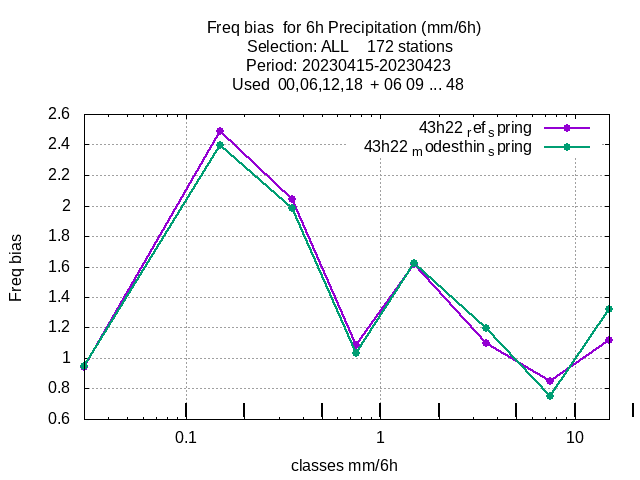 Freq bias  for 6h Precipitation (mm/6h)
Selection: ALL    172 stations
Period: 20230415-20230423
Used  00,06,12,18  + 06 09 ... 48
43h22 ref spring
43h22 modesthin spring
Freq bias
2.6
2.4
2.2
2
1.8
1.6
1.4
1.2
1
0.8
0.6
0.1 1 10
classes mm/6h